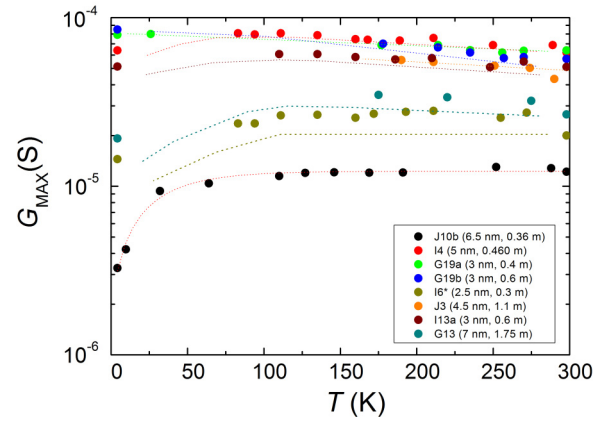 10⁻⁴
10⁻⁵
10⁻⁶
G_MAX(S)
J10b (6.5 nm, 0.36 m)
I4 (5 nm, 0.460 m)
G19a (3 nm, 0.4 m)
G19b (3 nm, 0.6 m)
I6* (2.5 nm, 0.3 m)
J3 (4.5 nm, 1.1 m)
I13a (3 nm, 0.6 m)
G13 (7 nm, 1.75 m)
0 50 100 150 200 250 300
T (K)